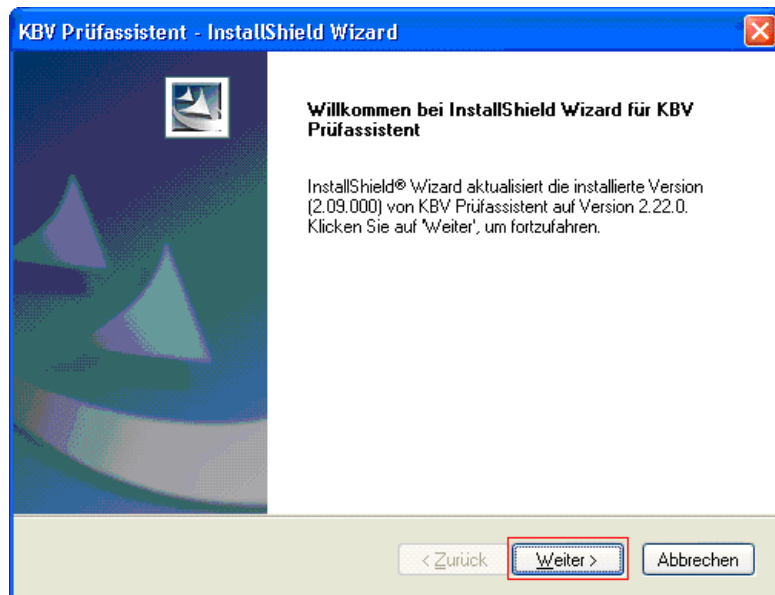 KBV Prüfassistent - InstallShield Wizard
Willkommen bei InstallShield Wizard für KBV
Prüfassistent
InstallShield® Wizard aktualisiert die installierte Version
(2.09.000) von KBV Prüfassistent auf Version 2.22.0.
Klicken Sie auf 'Weiter', um fortzufahren.
< Zurück
Weiter >
Abbrechen